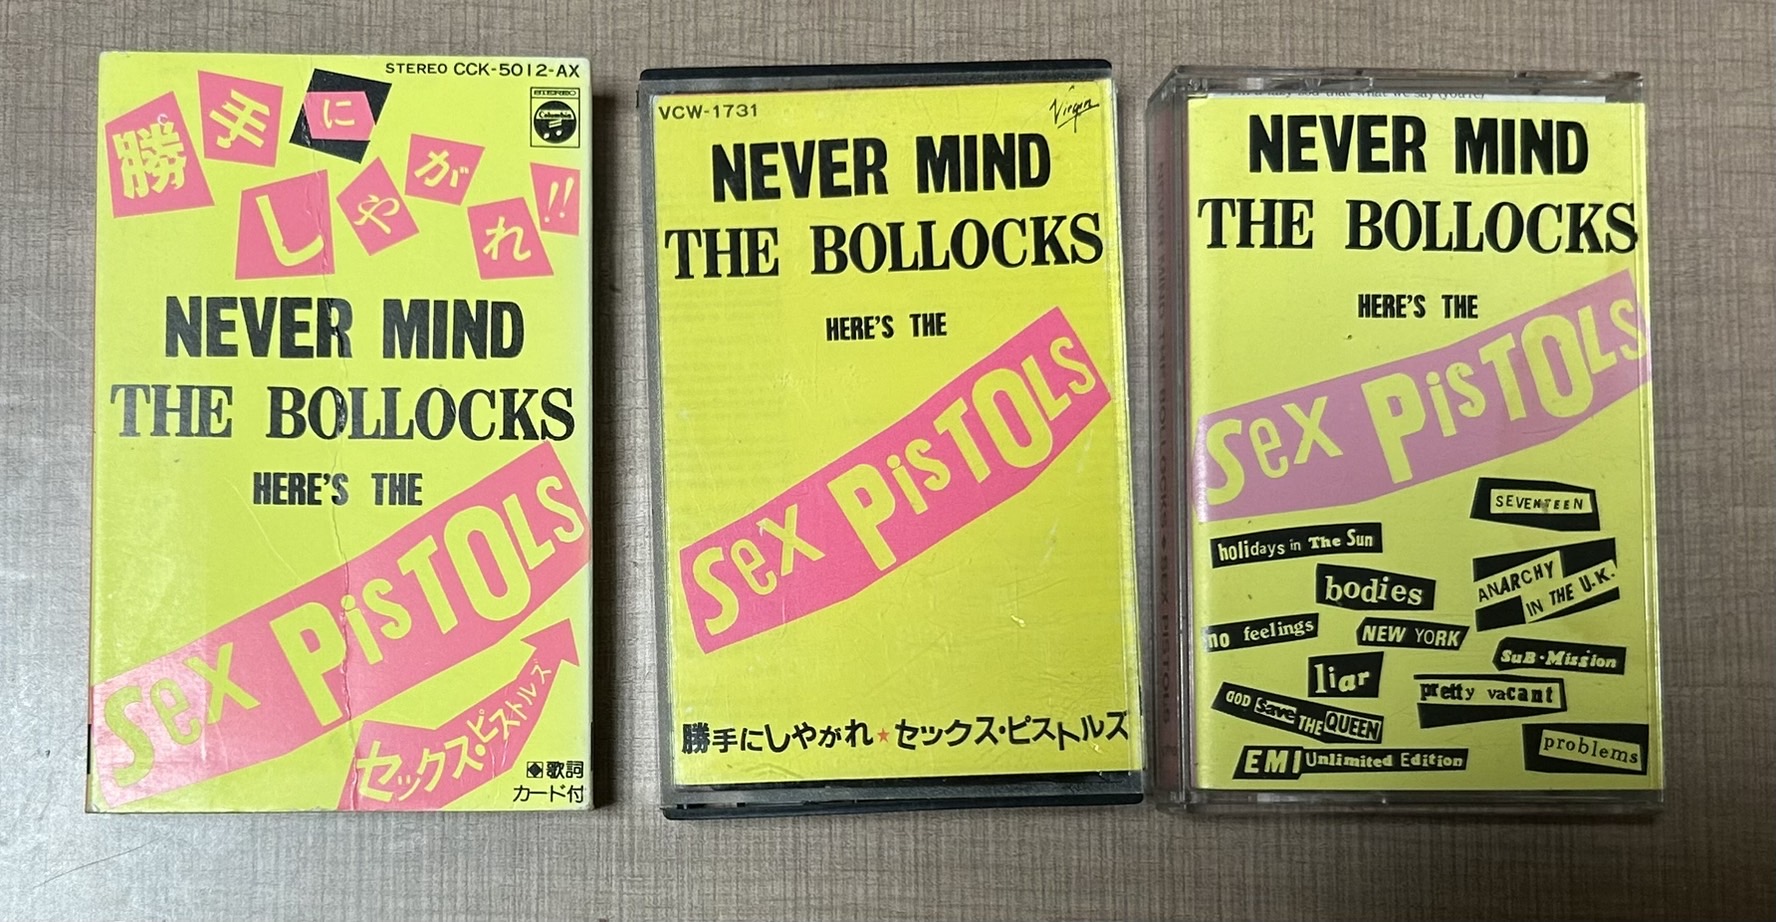 STEREO CCK-5012-AX
STEREO
Columbia
勝手に
しやがれ!!
NEVER MIND
THE BOLLOCKS
HERE'S THE
Sex PiSTOLS
セックス・ピストルズ
歌詞
カード付
VCW-1731
Virgin
NEVER MIND
THE BOLLOCKS
HERE'S THE
Sex PiSTOLS
勝手にしやがれ★セックス・ピストルズ
NEVER MIND
THE BOLLOCKS
HERE'S THE
Sex PiSTOLS
SEVENTEEN
holidays in The Sun
ANARCHY
IN THE U.K.
bodies
no feelings
NEW YORK
SuB-Mission
liar
pretty vacant
GOD Save THE QUEEN
problems
EMI Unlimited Edition